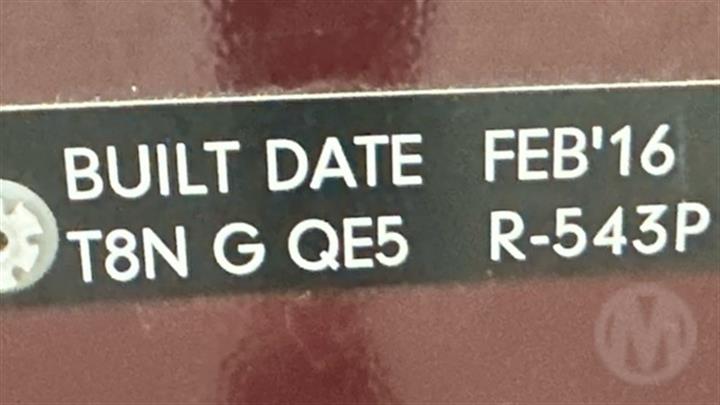 BUILT DATE FEB'16
T8N G QE5 R-543P
M